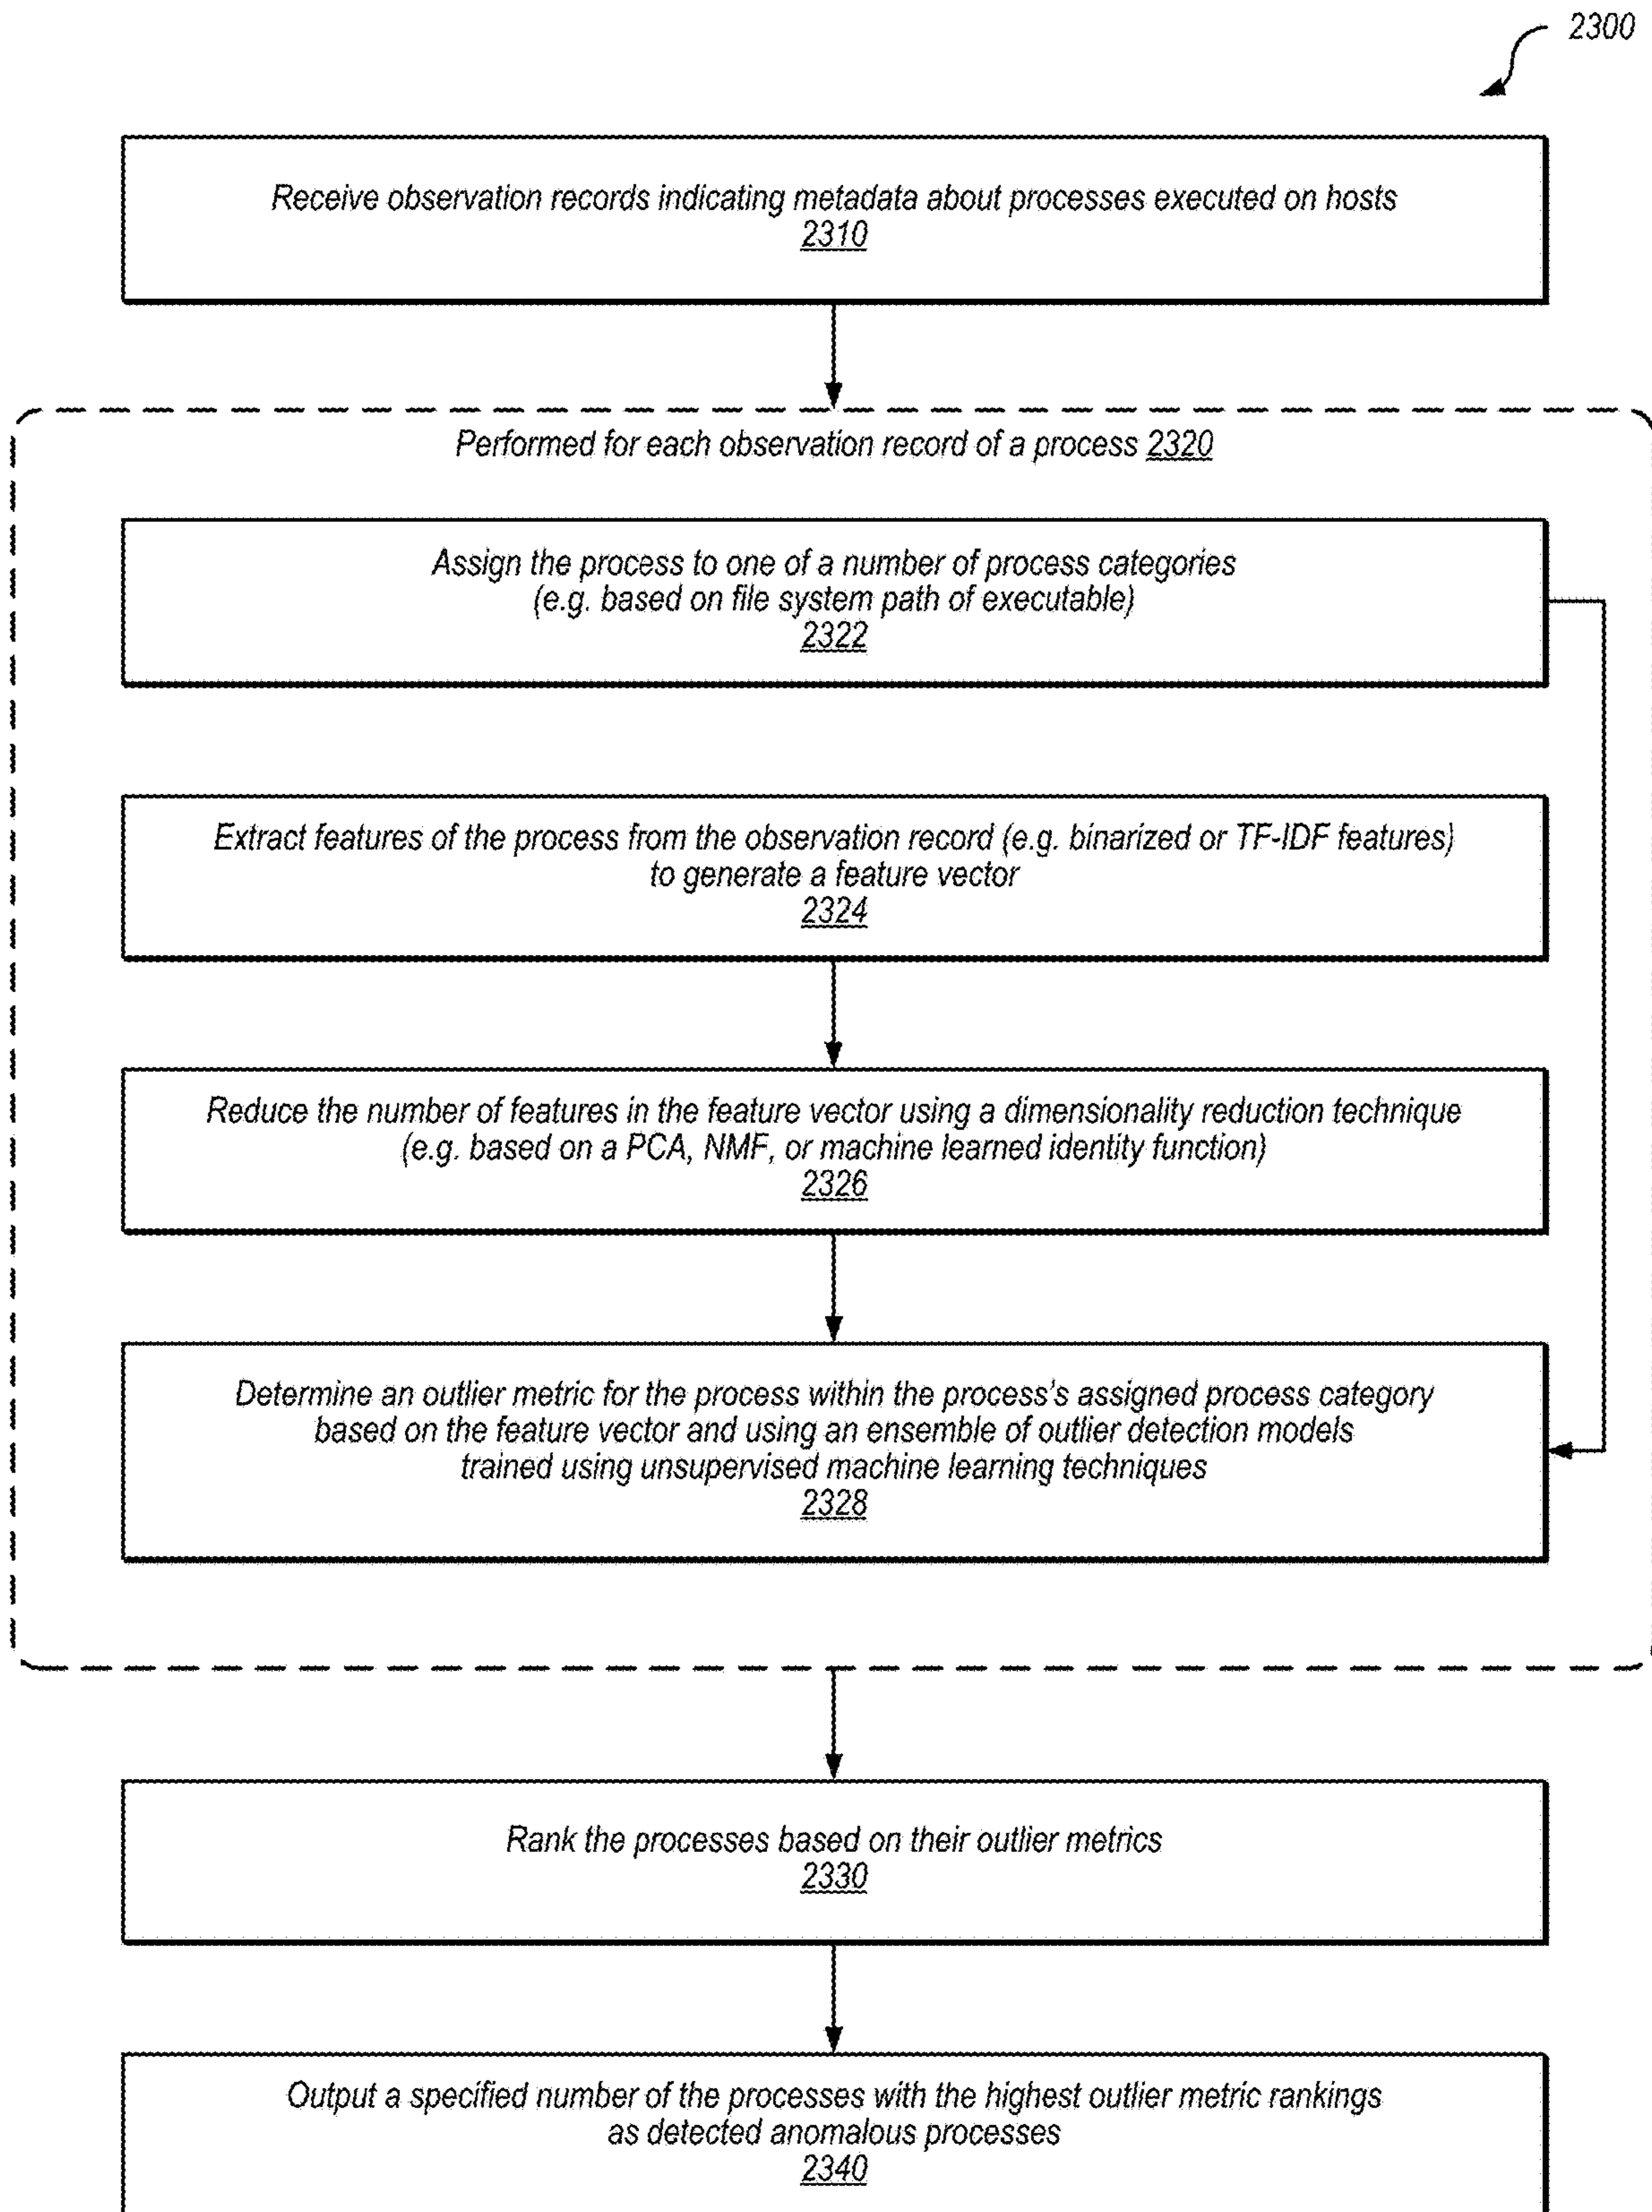 2300
Receive observation records indicating metadata about processes executed on hosts
2310
Performed for each observation record of a process 2320
Assign the process to one of a number of process categories
(e.g. based on file system path of executable)
2322
Extract features of the process from the observation record (e.g. binarized or TF-IDF features)
to generate a feature vector
2324
Reduce the number of features in the feature vector using a dimensionality reduction technique
(e.g. based on a PCA, NMF, or machine learned identity function)
2326
Determine an outlier metric for the process within the process's assigned process category
based on the feature vector and using an ensemble of outlier detection models
trained using unsupervised machine learning techniques
2328
Rank the processes based on their outlier metrics
2330
Output a specified number of the processes with the highest outlier metric rankings
as detected anomalous processes
2340